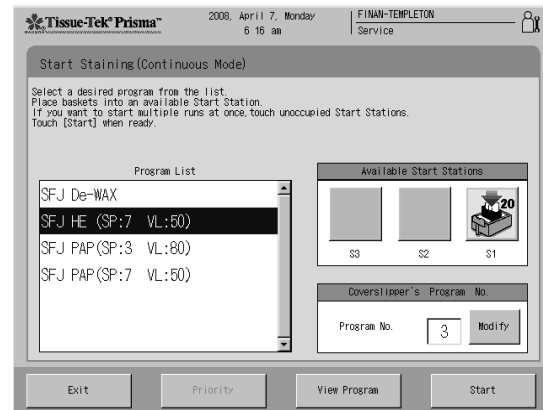 Tissue-Tek® Prisma™
2008, April 7, Monday
6 16 am
FINAN-TEMPLETON
Service
Start Staining(Continuous Mode)
Select a desired program from the list.
Place baskets into an available Start Station.
If you want to start multiple runs at once, touch unoccupied Start Stations.
Touch [Start] when ready.
Program List
SFJ De-WAX
SFJ HE (SP:7 VL:50)
SFJ PAP(SP:3 VL:80)
SFJ PAP(SP:7 VL:50)
Available Start Stations
20
S3 S2 S1
Coverslipper's Program No.
Program No. 3 Modify
Exit Priority View Program Start